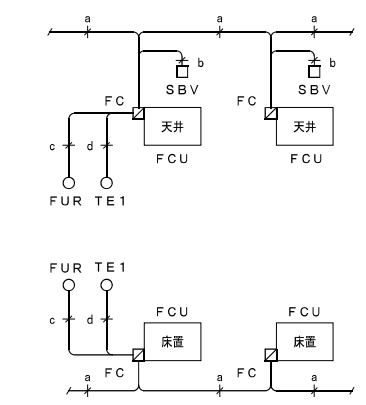 a a a
b b
SBV SBV
FC FC
天井 天井
c d
FCU FCU
FUR TE1
FUR TE1
FCU FCU
c d
床置 床置
FC FC
a a a